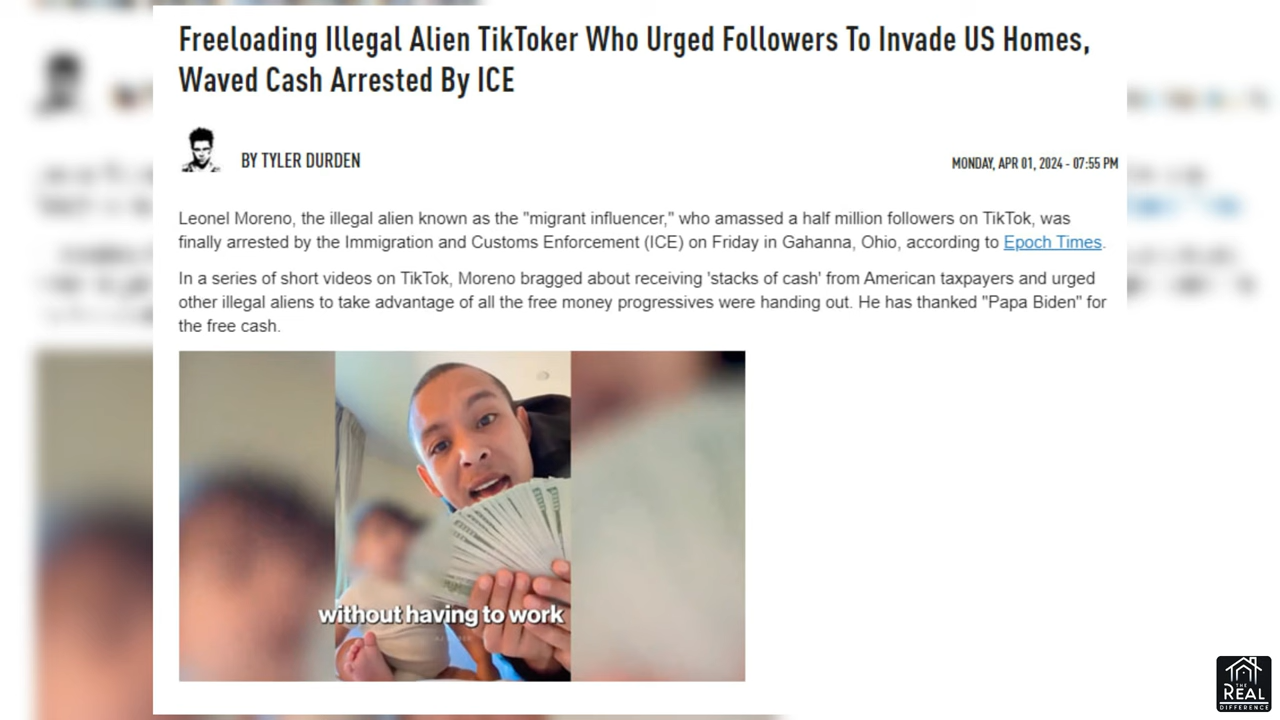 Freeloading Illegal Alien TikToker Who Urged Followers To Invade US Homes,
Waved Cash Arrested By ICE
BY TYLER DURDEN
MONDAY, APR 01, 2024 - 07:55 PM
Leonel Moreno, the illegal alien known as the "migrant influencer," who amassed a half million followers on TikTok, was
finally arrested by the Immigration and Customs Enforcement (ICE) on Friday in Gahanna, Ohio, according to Epoch Times.
In a series of short videos on TikTok, Moreno bragged about receiving 'stacks of cash' from American taxpayers and urged
other illegal aliens to take advantage of all the free money progressives were handing out. He has thanked "Papa Biden" for
the free cash.
without having to work
THE
REAL
DIFFERENCE